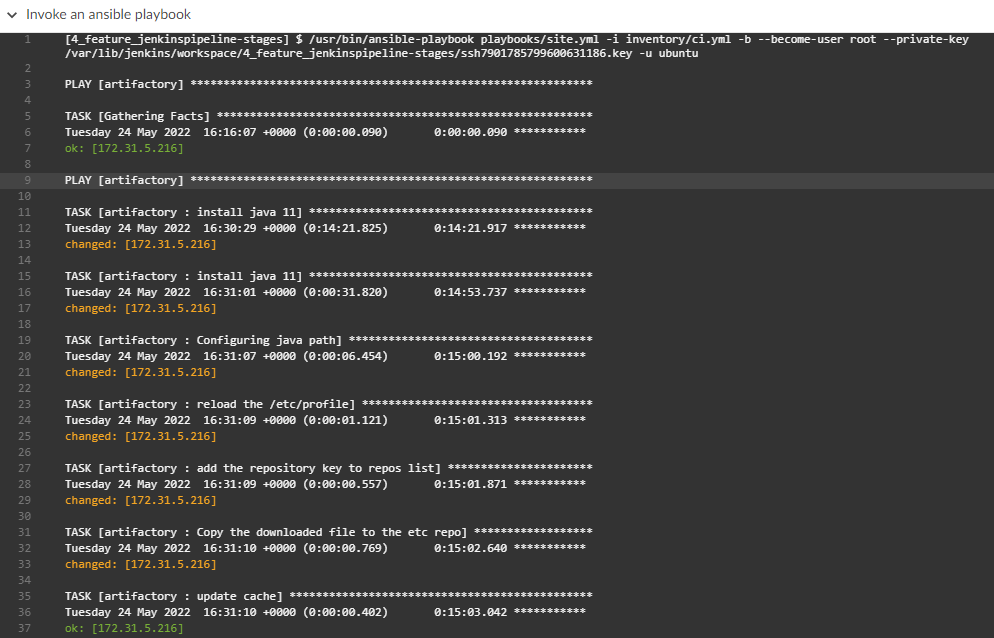 Invoke an ansible playbook
1 [4_feature_jenkinspipeline-stages] $ /usr/bin/ansible-playbook playbooks/site.yml -i inventory/ci.yml -b --become-user root --private-key
/var/lib/jenkins/workspace/4_feature_jenkinspipeline-stages/ssh7901785799600631186.key -u ubuntu
2
3 PLAY [artifactory] *************************************************************
4
5 TASK [Gathering Facts] *********************************************************
6 Tuesday 24 May 2022  16:16:07 +0000 (0:00:00.090)       0:00:00.090 ***********
7 ok: [172.31.5.216]
8
9 PLAY [artifactory] *************************************************************
10
11 TASK [artifactory : install java 11] *******************************************
12 Tuesday 24 May 2022  16:30:29 +0000 (0:14:21.825)       0:14:21.917 ***********
13 changed: [172.31.5.216]
14
15 TASK [artifactory : install java 11] *******************************************
16 Tuesday 24 May 2022  16:31:01 +0000 (0:00:31.820)       0:14:53.737 ***********
17 changed: [172.31.5.216]
18
19 TASK [artifactory : Configuring java path] *************************************
20 Tuesday 24 May 2022  16:31:07 +0000 (0:00:06.454)       0:15:00.192 ***********
21 changed: [172.31.5.216]
22
23 TASK [artifactory : reload the /etc/profile] ***********************************
24 Tuesday 24 May 2022  16:31:09 +0000 (0:00:01.121)       0:15:01.313 ***********
25 changed: [172.31.5.216]
26
27 TASK [artifactory : add the repository key to repos list] **********************
28 Tuesday 24 May 2022  16:31:09 +0000 (0:00:00.557)       0:15:01.871 ***********
29 changed: [172.31.5.216]
30
31 TASK [artifactory : Copy the downloaded file to the etc repo] ******************
32 Tuesday 24 May 2022  16:31:10 +0000 (0:00:00.769)       0:15:02.640 ***********
33 changed: [172.31.5.216]
34
35 TASK [artifactory : update cache] **********************************************
36 Tuesday 24 May 2022  16:31:10 +0000 (0:00:00.402)       0:15:03.042 ***********
37 ok: [172.31.5.216]